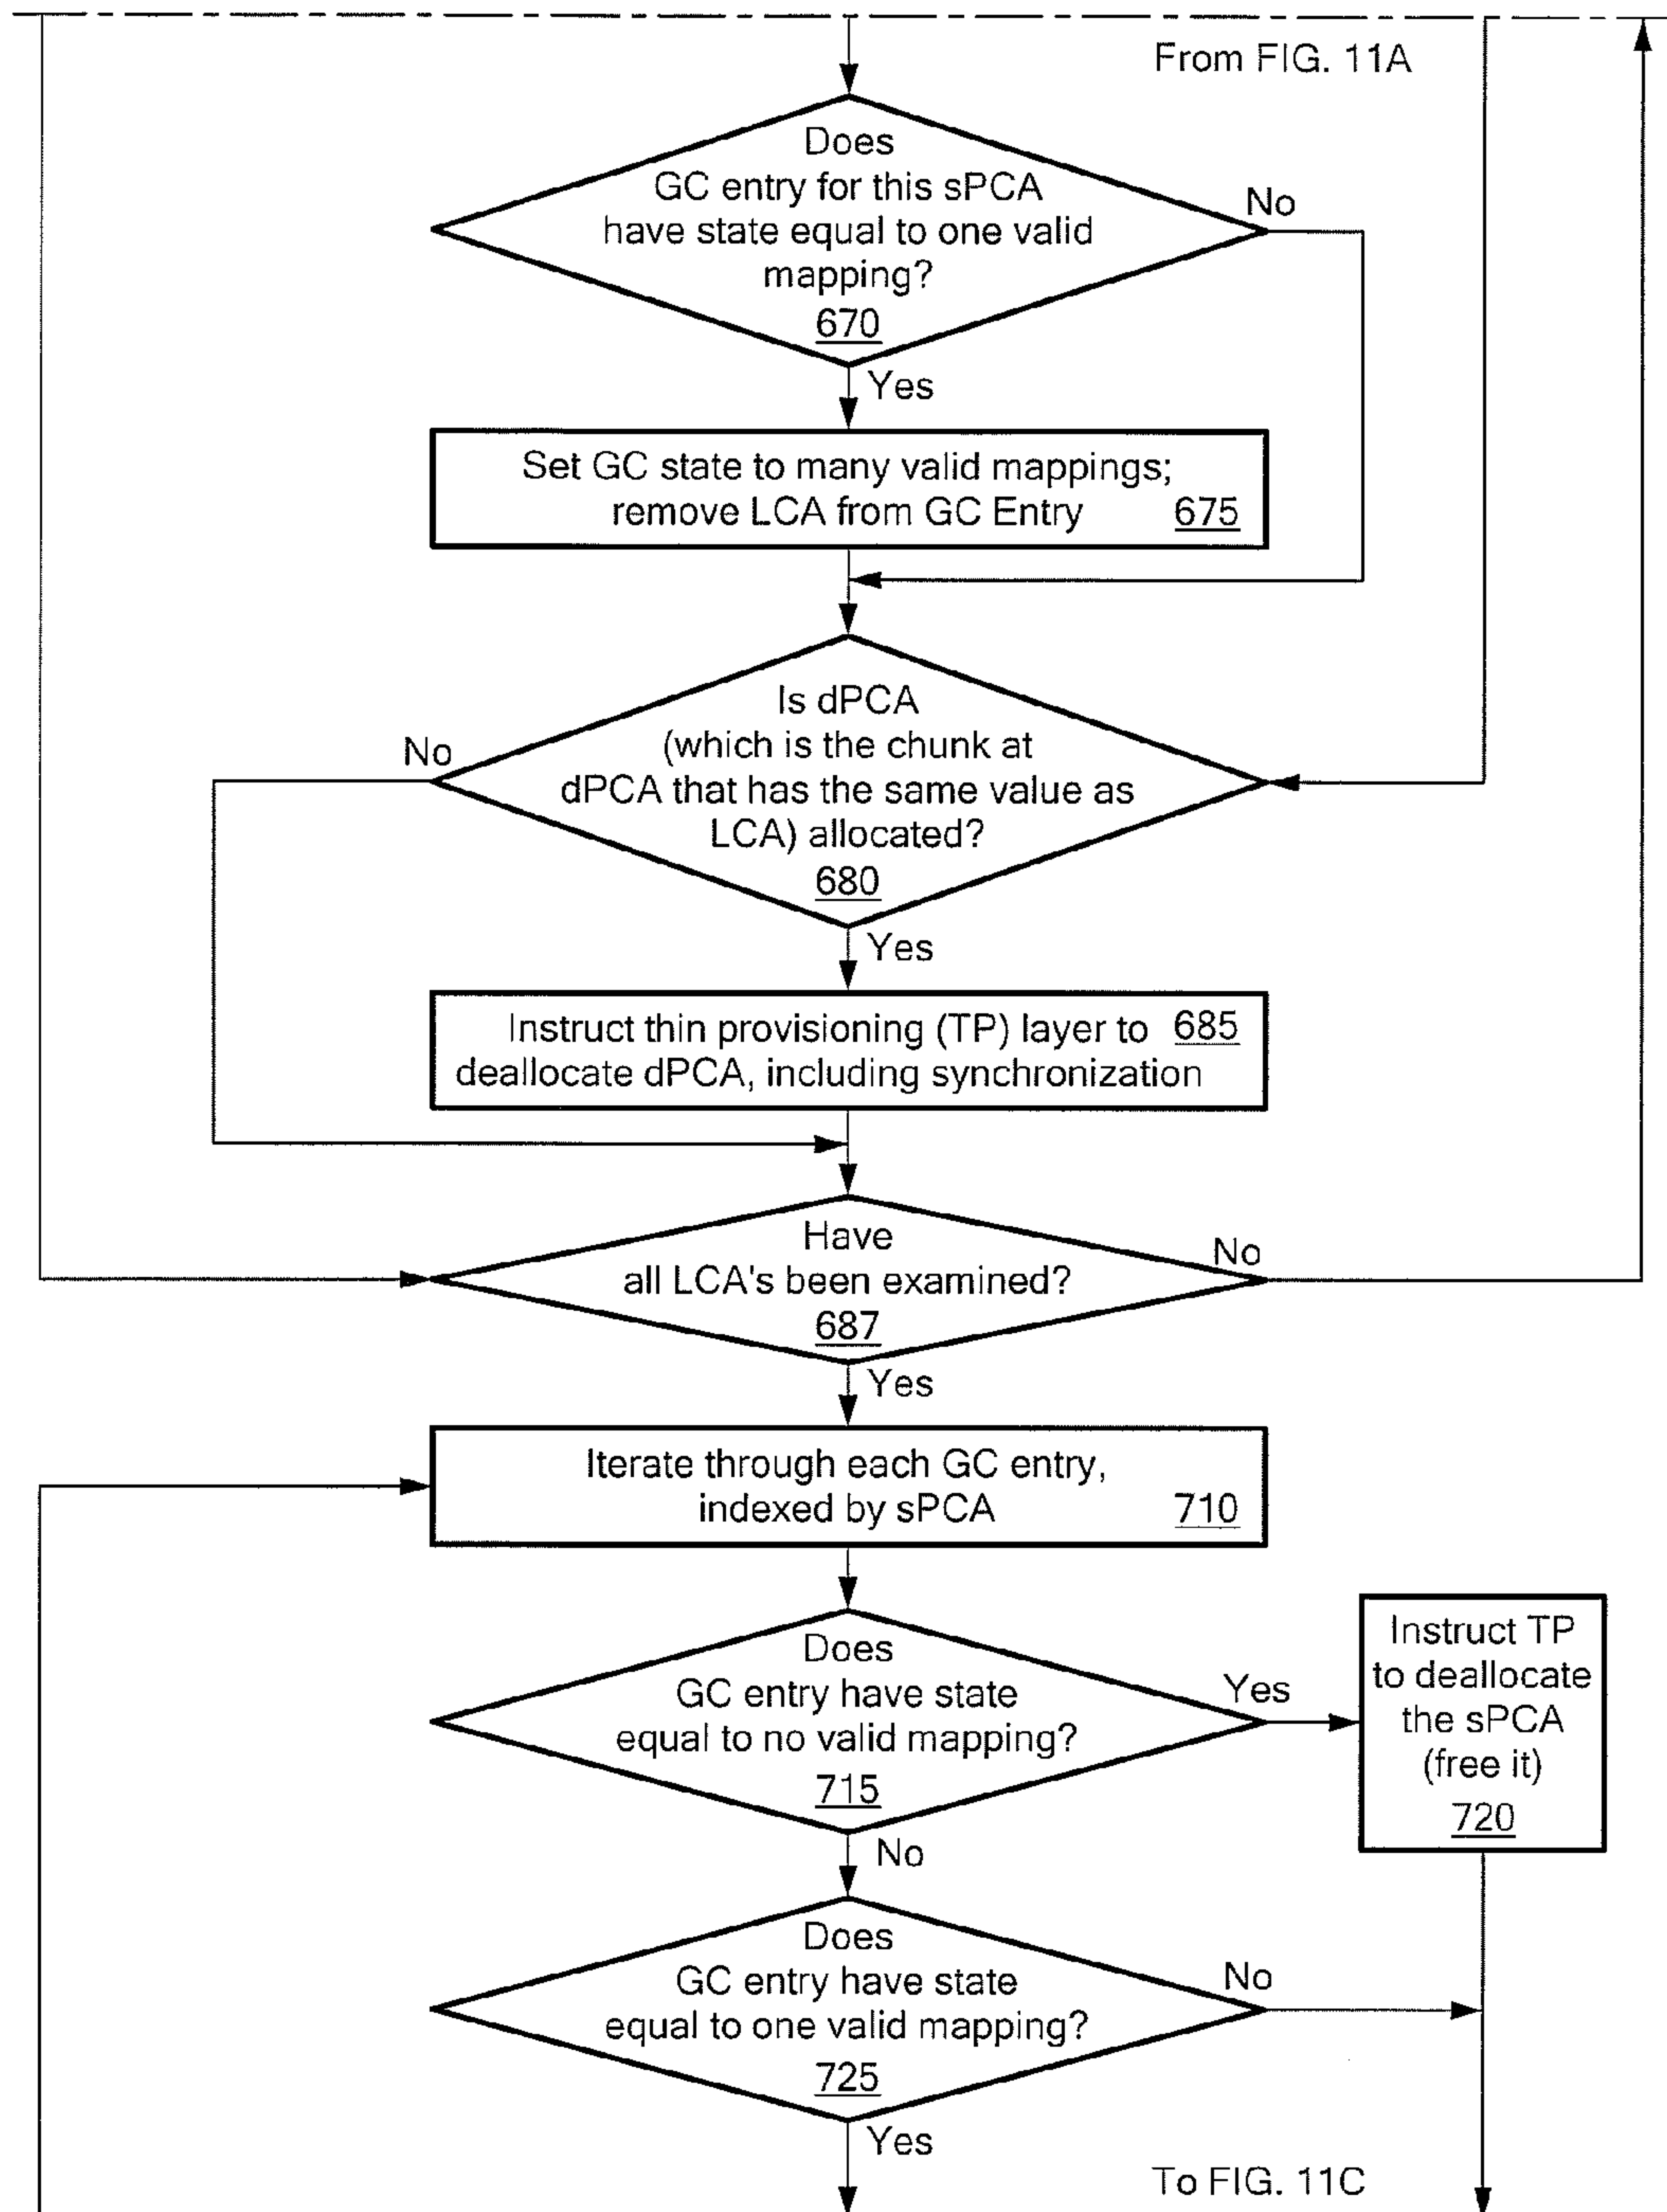 From FIG. 11A
Does
GC entry for this sPCA
have state equal to one valid
mapping?
670
No
Yes
Set GC state to many valid mappings;
remove LCA from GC Entry 675
Is dPCA
(which is the chunk at
dPCA that has the same value as
LCA) allocated?
680
No
Yes
Instruct thin provisioning (TP) layer to 685
deallocate dPCA, including synchronization
Have
all LCA's been examined?
687
No
Yes
Iterate through each GC entry,
indexed by sPCA 710
Does
GC entry have state
equal to no valid mapping?
715
Yes
No
Instruct TP
to deallocate
the sPCA
(free it)
720
Does
GC entry have state
equal to one valid mapping?
725
No
Yes
To FIG. 11C